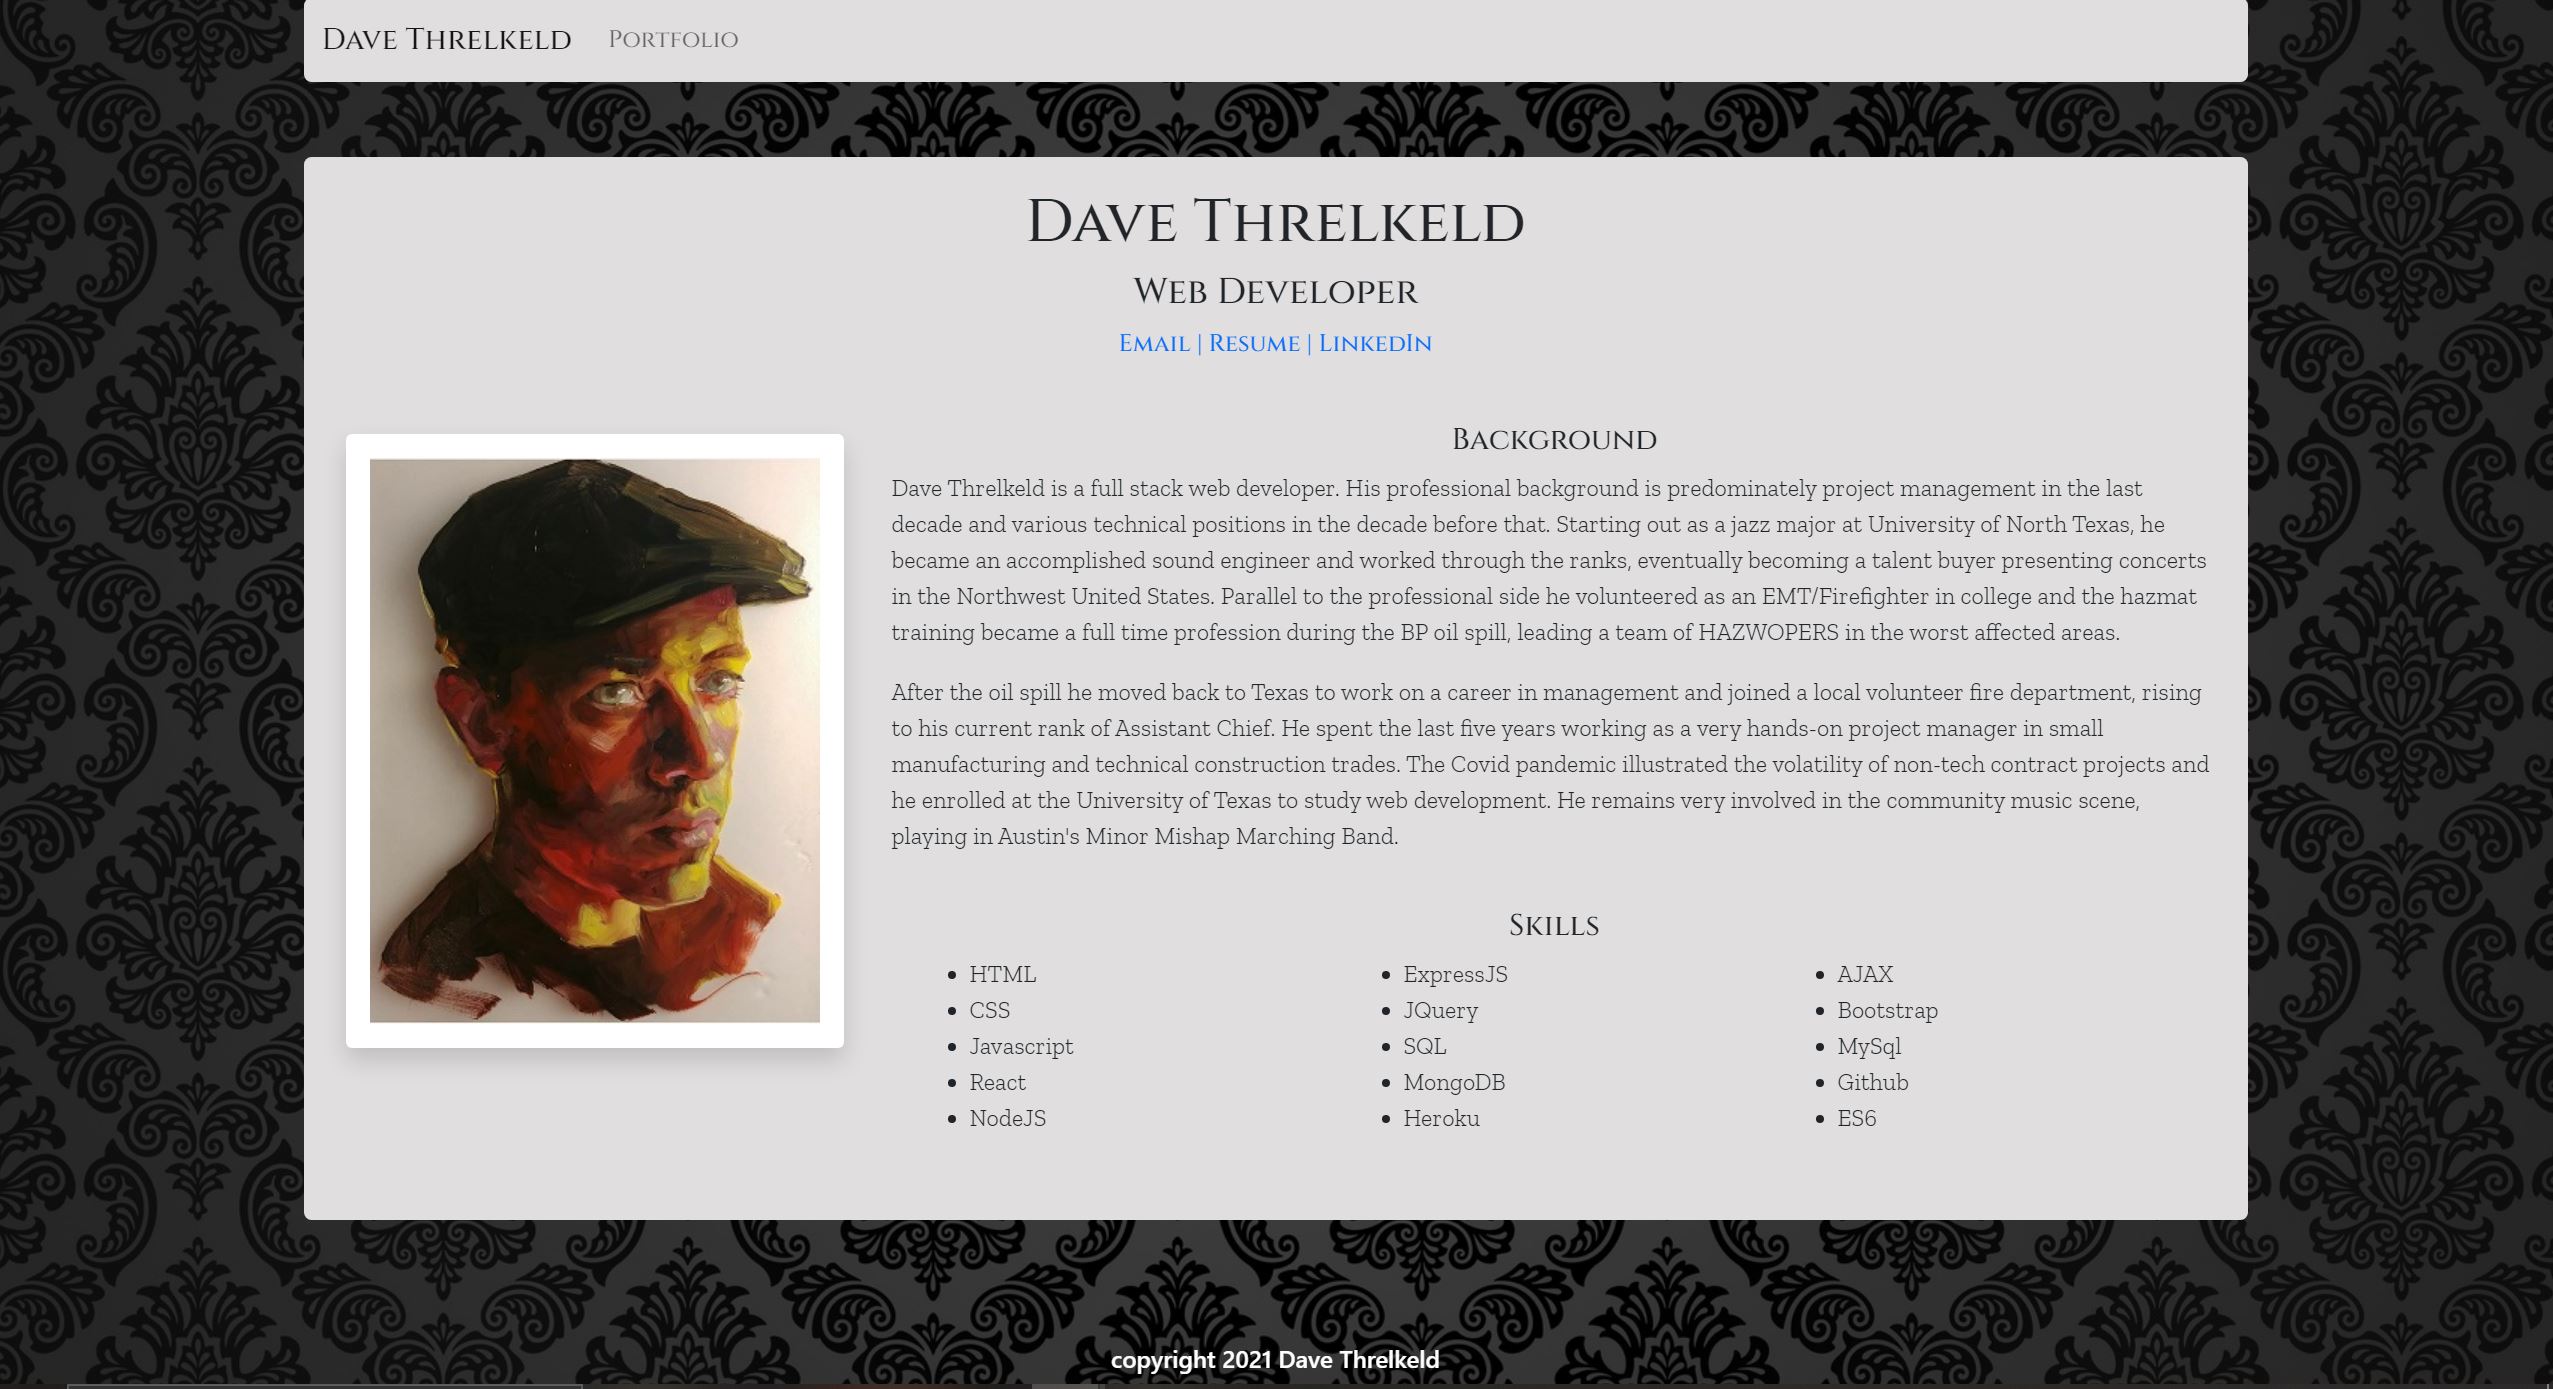 Dave Threlkeld Portfolio
Dave Threlkeld
Web Developer
Email | Resume | LinkedIn
Background
Dave Threlkeld is a full stack web developer. His professional background is predominately project management in the last
decade and various technical positions in the decade before that. Starting out as a jazz major at University of North Texas, he
became an accomplished sound engineer and worked through the ranks, eventually becoming a talent buyer presenting concerts
in the Northwest United States. Parallel to the professional side he volunteered as an EMT/Firefighter in college and the hazmat
training became a full time profession during the BP oil spill, leading a team of HAZWOPERS in the worst affected areas.
After the oil spill he moved back to Texas to work on a career in management and joined a local volunteer fire department, rising
to his current rank of Assistant Chief. He spent the last five years working as a very hands-on project manager in small
manufacturing and technical construction trades. The Covid pandemic illustrated the volatility of non-tech contract projects and
he enrolled at the University of Texas to study web development. He remains very involved in the community music scene,
playing in Austin's Minor Mishap Marching Band.
Skills
HTML
CSS
Javascript
React
NodeJS
ExpressJS
JQuery
SQL
MongoDB
Heroku
AJAX
Bootstrap
MySql
Github
ES6
copyright 2021 Dave Threlkeld